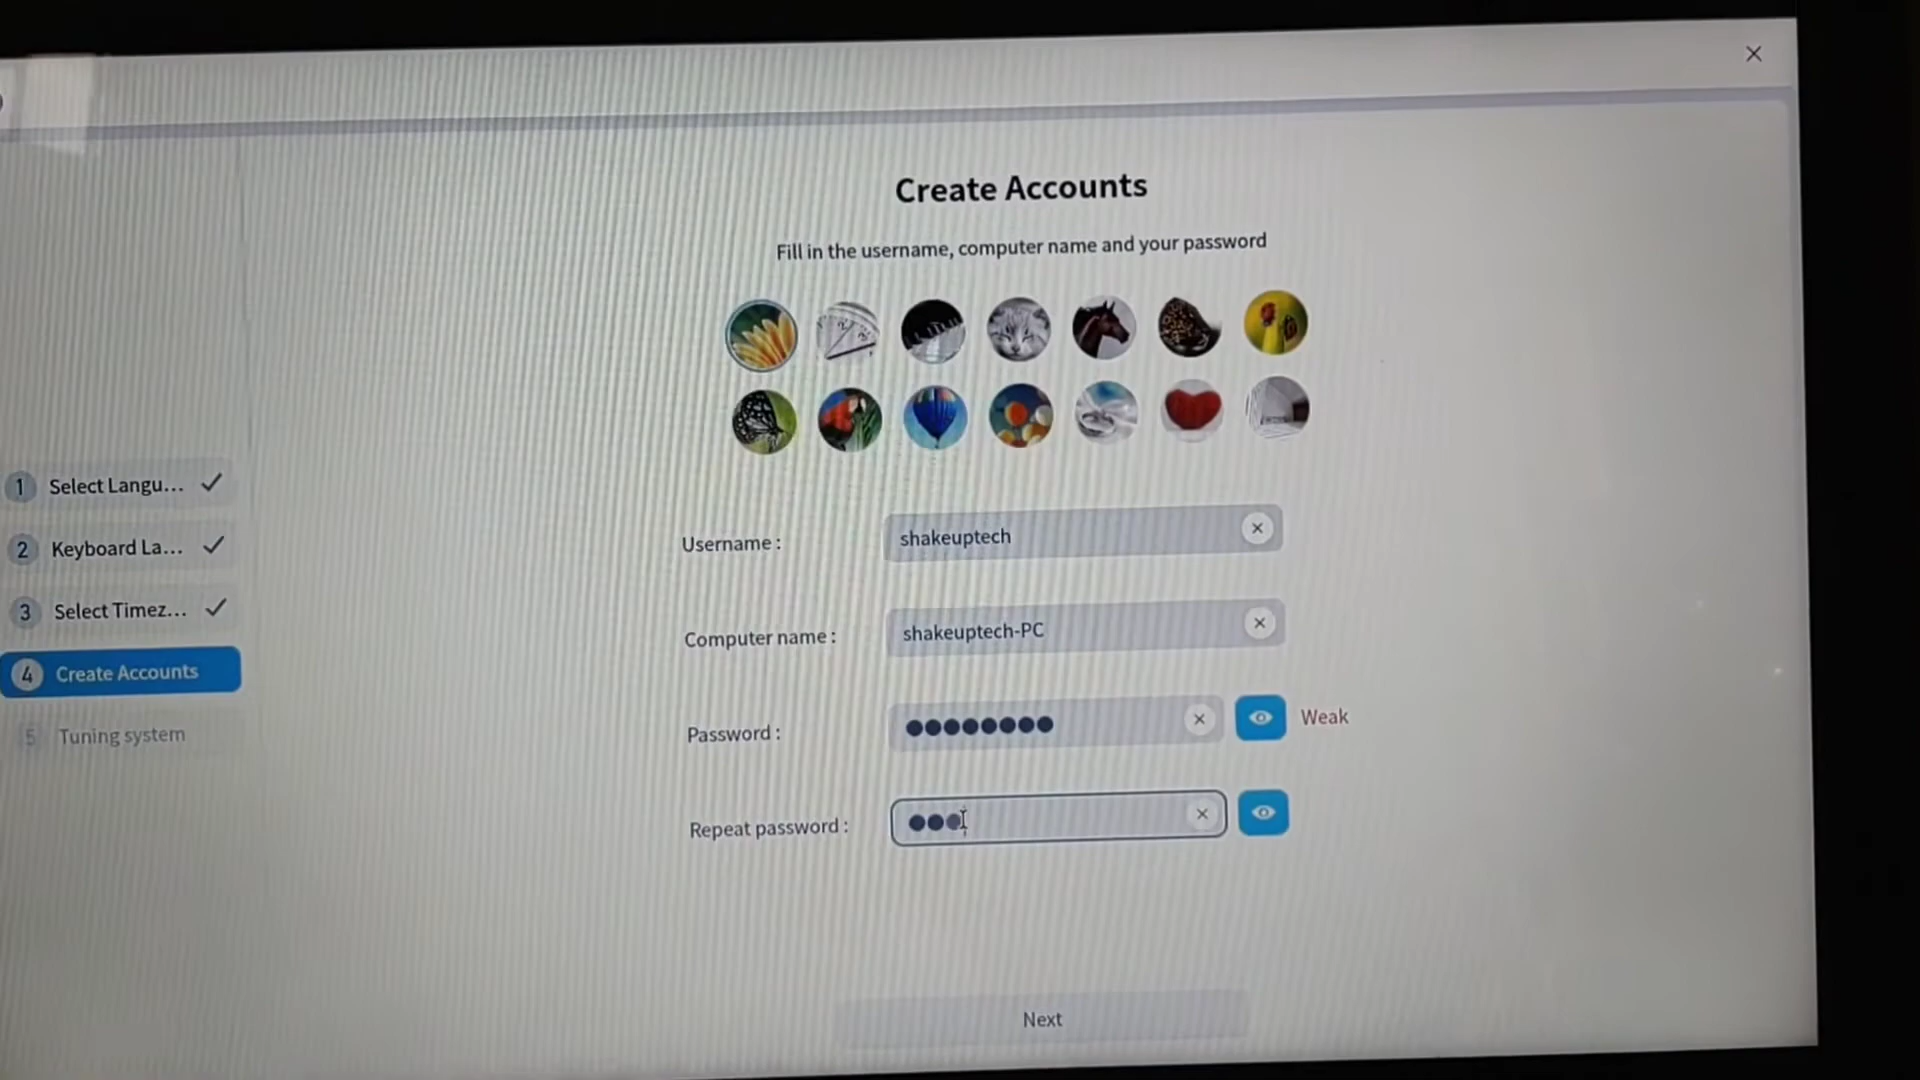 Create Accounts
Fill in the username, computer name and your password
1 Select Langu... ✓
2 Keyboard La... ✓
3 Select Timez... ✓
4 Create Accounts
5 Tuning system
Username : shakeuptech
Computer name : shakeuptech-PC
Password : ●●●●●●●● Weak
Repeat password : ●●●
Next